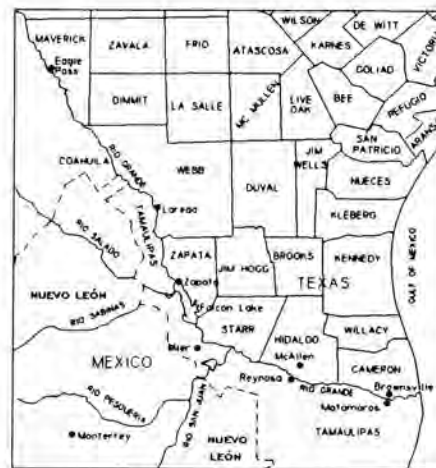 WILSON
DE WITT
MAVERICK
ZAVALA
FRIO
ATASCOSA
KARNES
VICTORIA
Eagle
Pass
GOLIAD
DIMMIT
LA SALLE
MC MULLEN
LIVE
OAK
BEE
REFUGIO
ARANSAS
COAHUILA
RIO GRANDE
SAN
PATRICIO
JIM
WELLS
WEBB
DUVAL
NUECES
KLEBERG
Laredo
TAMAULIPAS
RIO SALADO
ZAPATA
Zapata
JIM HOGG
BROOKS
KENNEDY
TEXAS
GULF OF MEXICO
NUEVO LEÓN
RIO SABINAS
Falcon Lake
STARR
HIDALGO
McAllen
WILLACY
MEXICO
Mier
CAMERON
Reynosa
RIO GRANDE
Brownsville
Matamoros
RIO PESQUERIA
RIO SAN JUAN
Monterrey
NUEVO
LEÓN
TAMAULIPAS